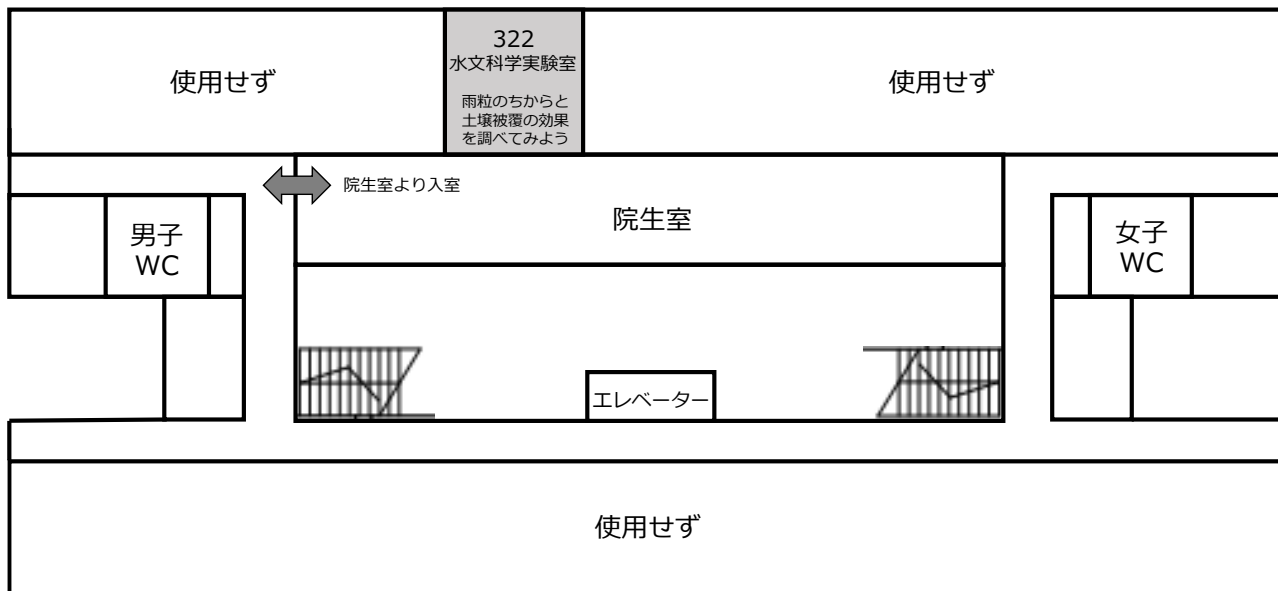 使用せず
322
水文科学実験室
雨粒のちからと
土壌被覆の効果
を調べてみよう
使用せず
院生室より入室
院生室
男子
WC
女子
WC
エレベーター
使用せず